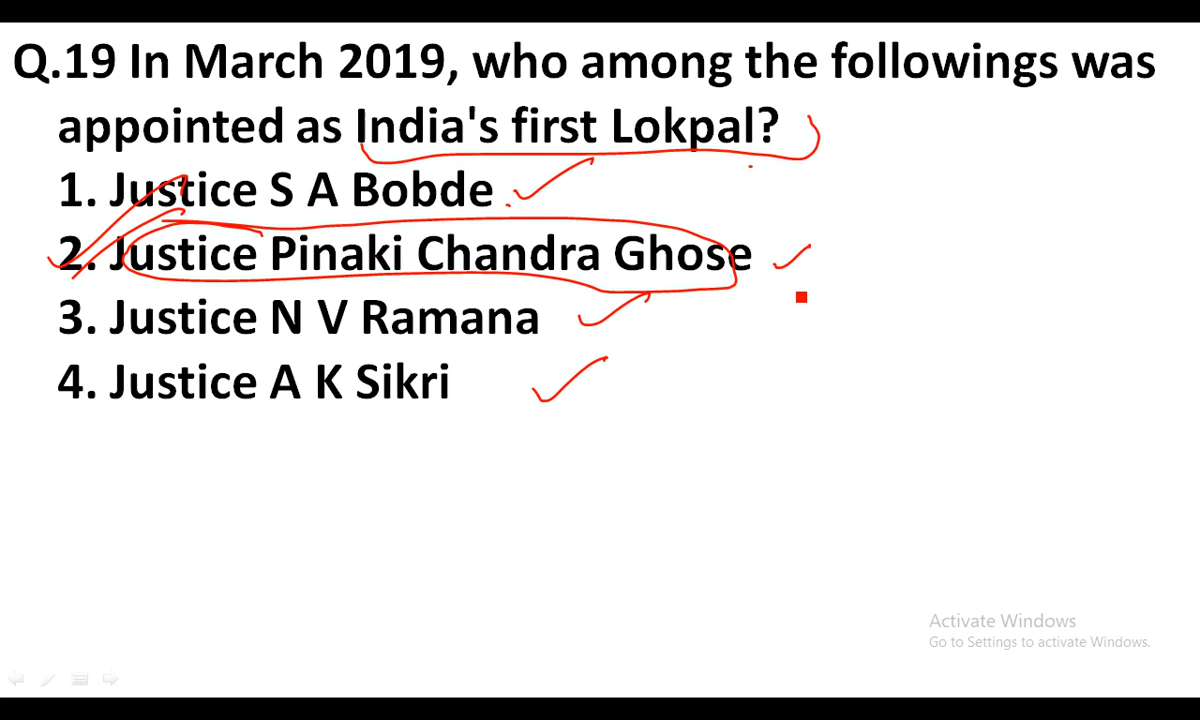 Q.19 In March 2019, who among the followings was
appointed as India's first Lokpal?
1. Justice S A Bobde
2. Justice Pinaki Chandra Ghose
3. Justice N V Ramana
4. Justice A K Sikri
Activate Windows
Go to Settings to activate Windows.